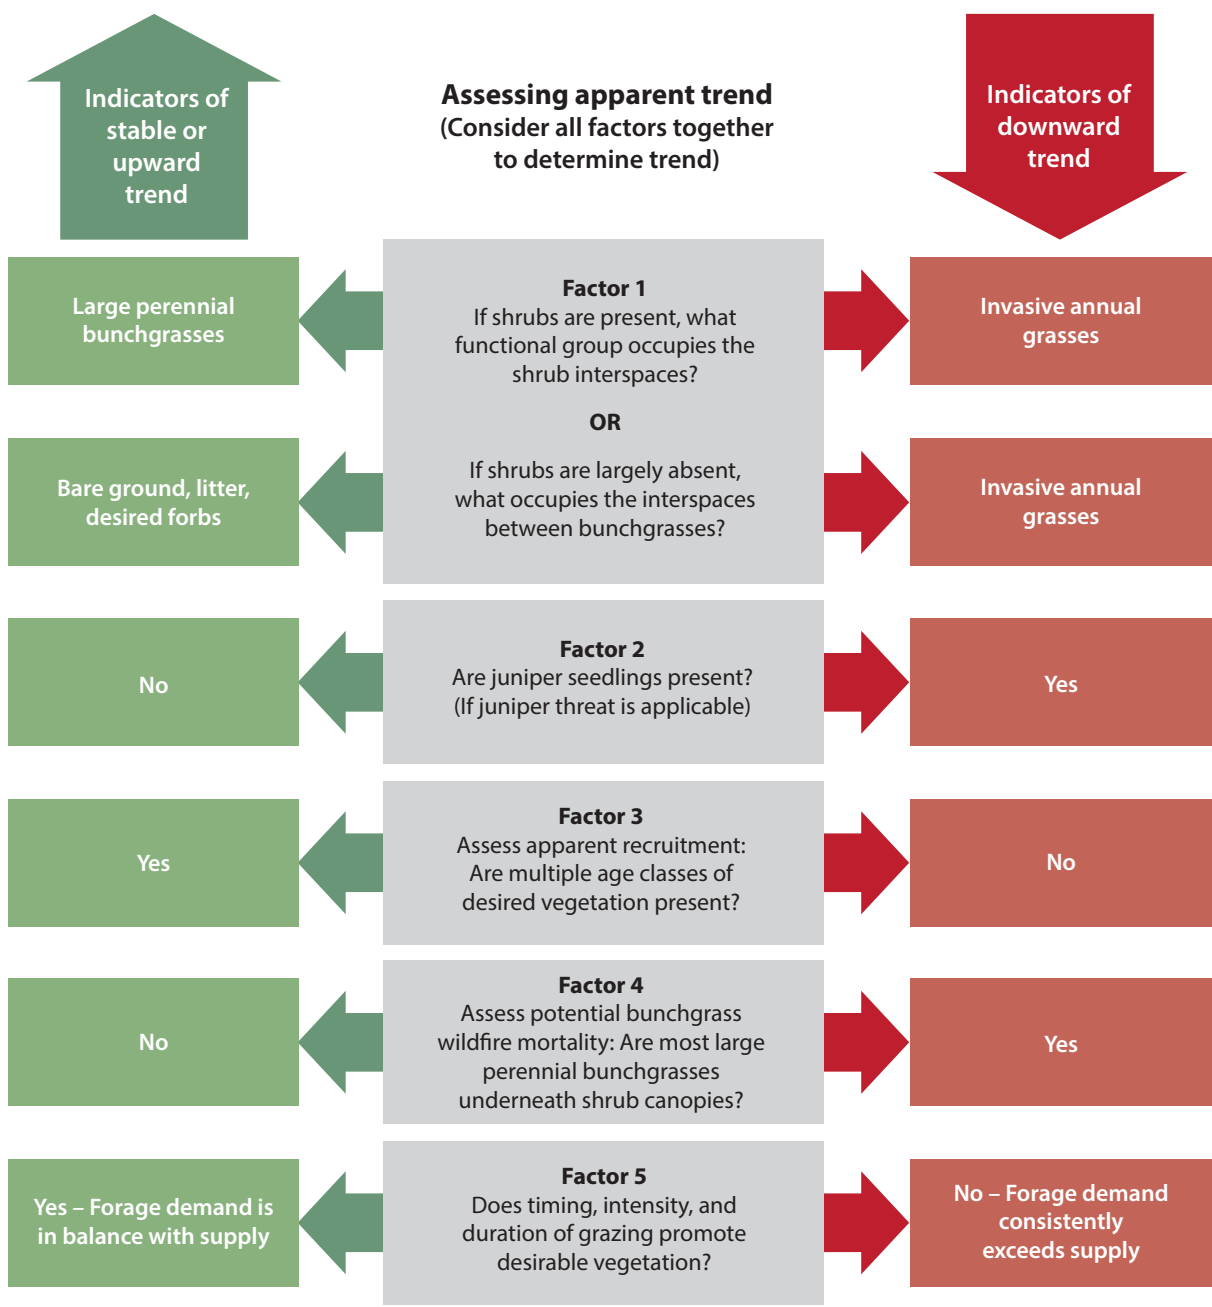 Indicators of
stable or
upward
trend
Assessing apparent trend
(Consider all factors together
to determine trend)
Indicators of
downward
trend
Large perennial
bunchgrasses
Factor 1
If shrubs are present, what
functional group occupies the
shrub interspaces?
Invasive annual
grasses
OR
Bare ground, litter,
desired forbs
If shrubs are largely absent,
what occupies the interspaces
between bunchgrasses?
Invasive annual
grasses
No
Factor 2
Are juniper seedlings present?
(If juniper threat is applicable)
Yes
Yes
Factor 3
Assess apparent recruitment:
Are multiple age classes of
desired vegetation present?
No
No
Factor 4
Assess potential bunchgrass
wildfire mortality: Are most large
perennial bunchgrasses
underneath shrub canopies?
Yes
Yes – Forage demand is
in balance with supply
Factor 5
Does timing, intensity, and
duration of grazing promote
desirable vegetation?
No – Forage demand
consistently
exceeds supply